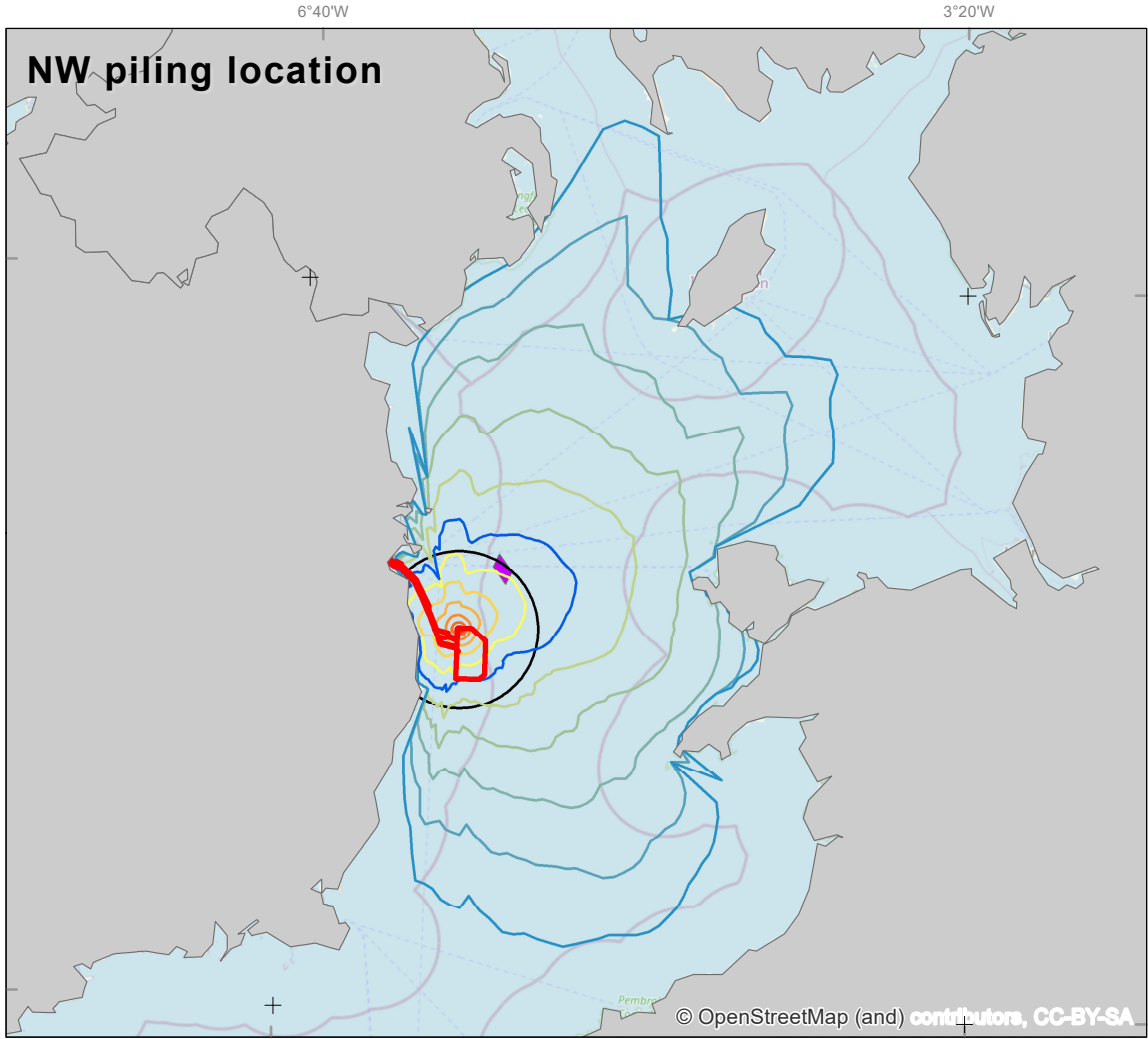 6°40'W
3°20'W
NW piling location
© OpenStreetMap (and) contributors, CC-BY-SA